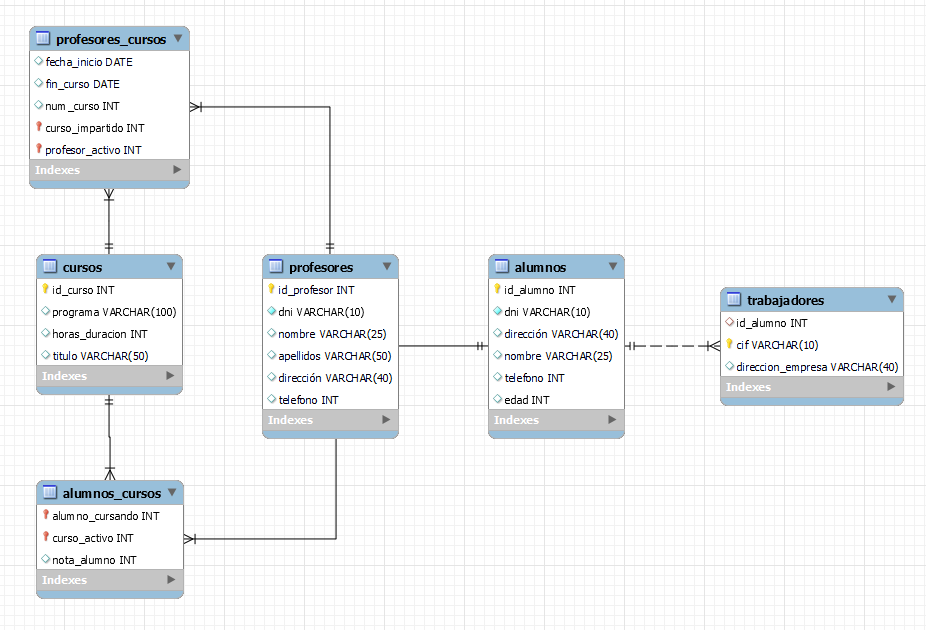 profesores_cursos
fecha_inicio DATE
fin_curso DATE
num_curso INT
curso_impartido INT
profesor_activo INT
Indexes
cursos
id_curso INT
programa VARCHAR(100)
horas_duracion INT
titulo VARCHAR(50)
Indexes
profesores
id_profesor INT
dni VARCHAR(10)
nombre VARCHAR(25)
apellidos VARCHAR(50)
dirección VARCHAR(40)
telefono INT
Indexes
alumnos
id_alumno INT
dni VARCHAR(10)
dirección VARCHAR(40)
nombre VARCHAR(25)
telefono INT
edad INT
Indexes
trabajadores
id_alumno INT
cif VARCHAR(10)
direccion_empresa VARCHAR(40)
Indexes
alumnos_cursos
alumno_cursando INT
curso_activo INT
nota_alumno INT
Indexes